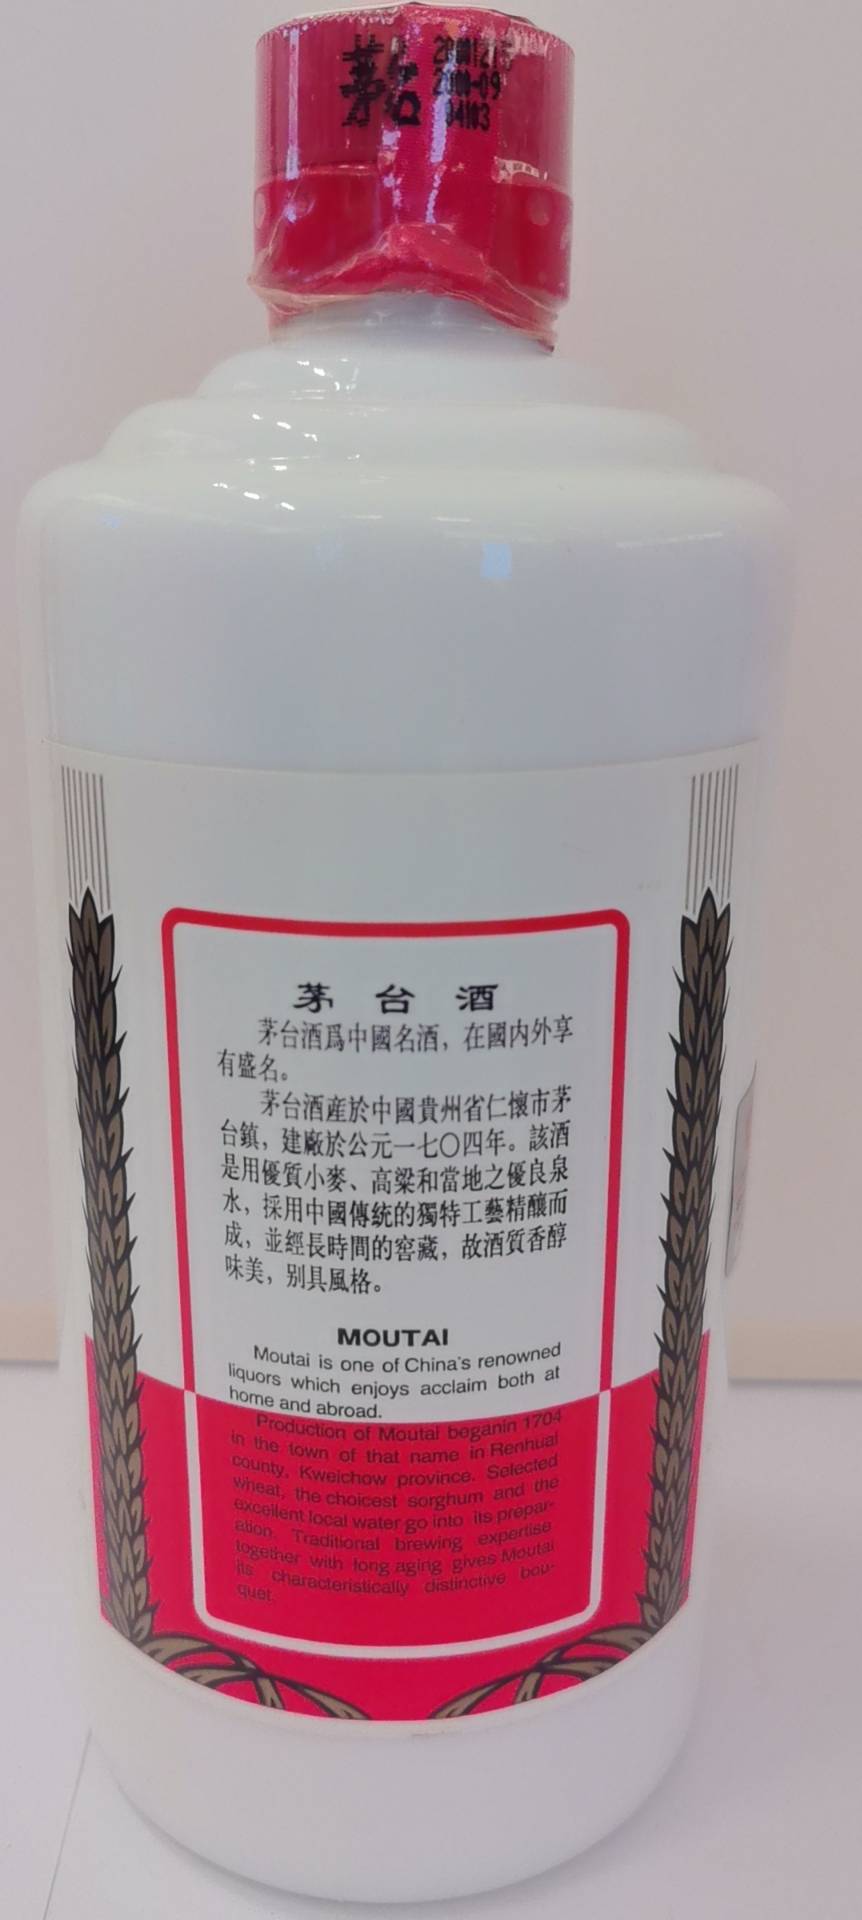 茅台
2000-09
04103
茅台酒
茅台酒爲中國名酒，在國内外享
有盛名。
茅台酒産於中國貴州省仁懷市茅
台鎮，建廠於公元一七〇四年。該酒
是用優質小麥、高粱和當地之優良泉
水，採用中國傳統的獨特工藝精釀而
成，並經長時間的窖藏，故酒質香醇
味美，别具風格。
MOUTAI
Moutai is one of China's renowned
liquors which enjoys acclaim both at
home and abroad.
Production of Moutai beganin 1704
in the town of that name in Renhuai
county, Kweichow province. Selected
wheat, the choicest sorghum and the
excellent local water go into its prepar-
ation. Traditional brewing expertise
together with long aging gives Moutai
its characteristically distinctive bou-
quet.